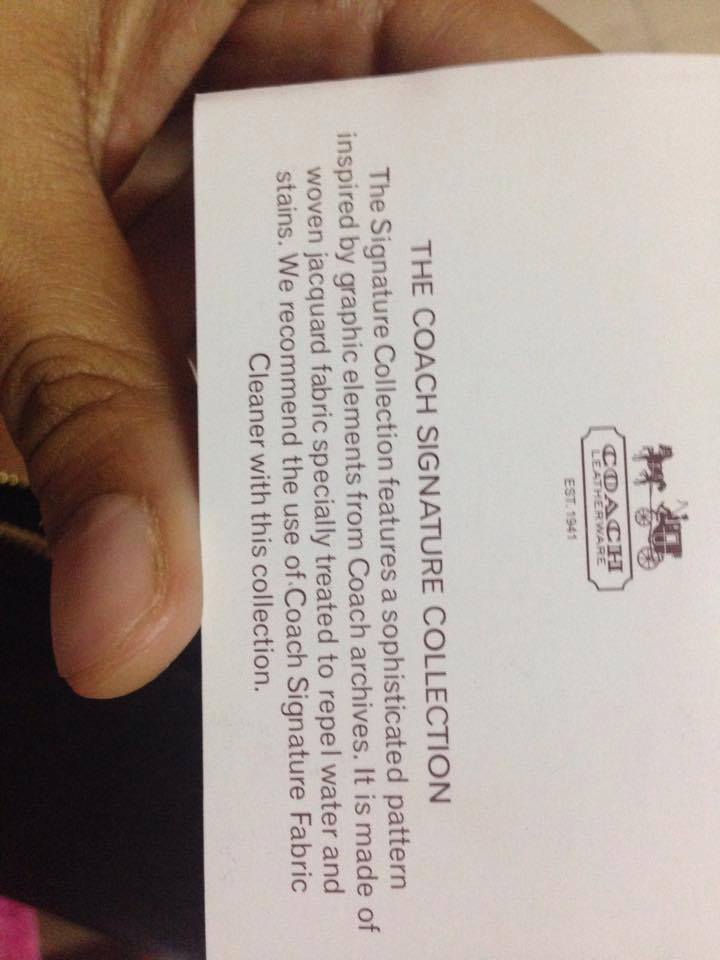 COACH
LEATHERWARE
EST. 1941
THE COACH SIGNATURE COLLECTION
The Signature Collection features a sophisticated pattern
inspired by graphic elements from Coach archives. It is made of
woven jacquard fabric specially treated to repel water and
stains. We recommend the use of Coach Signature Fabric
Cleaner with this collection.